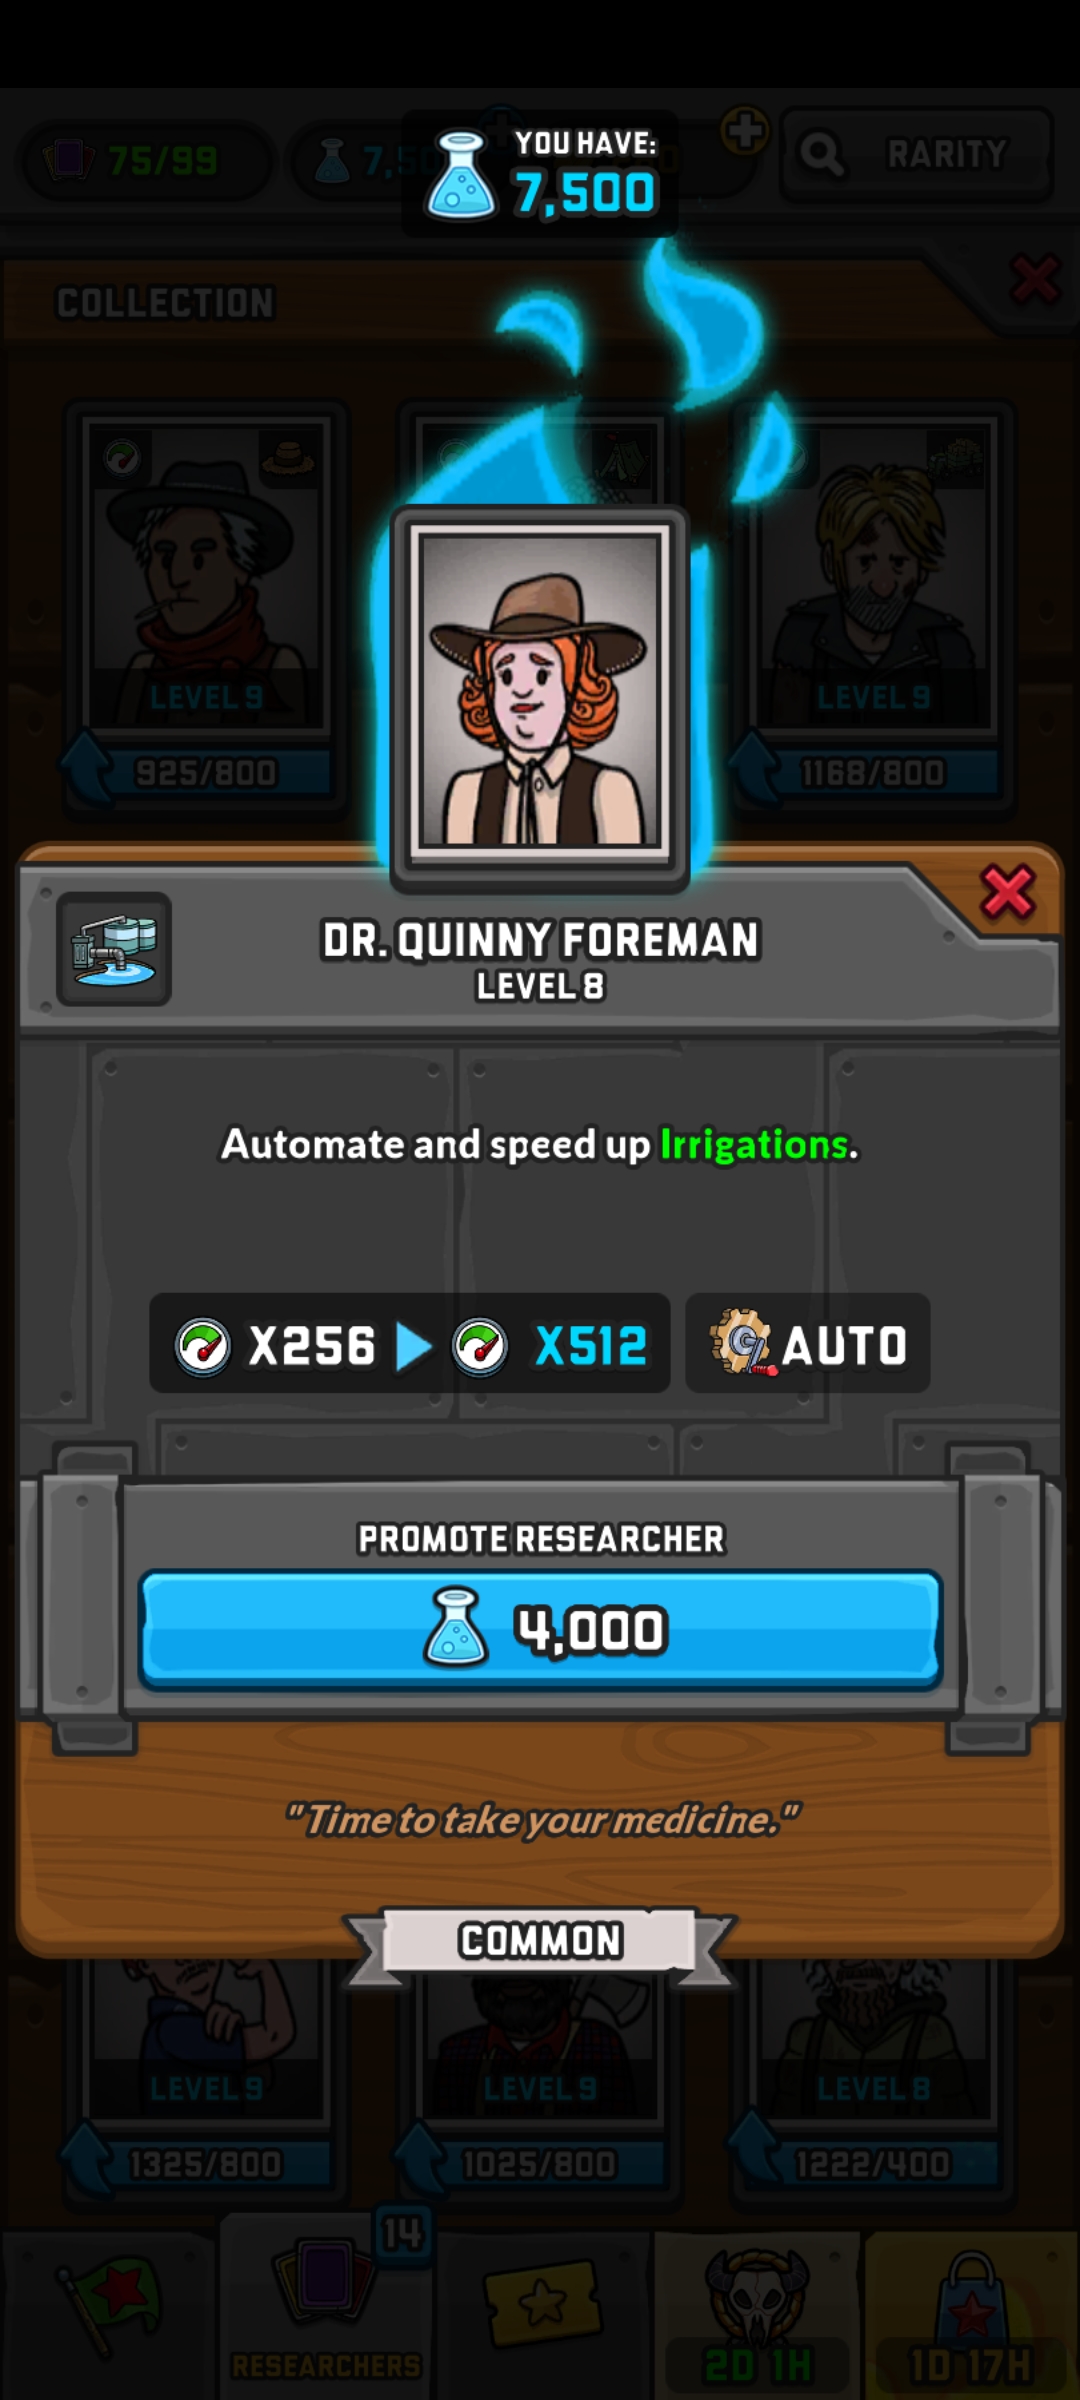 75/99
7,50
YOU HAVE:
7,500
RARITY
COLLECTION
LEVEL 9
925/800
LEVEL 9
1168/800
DR. QUINNY FOREMAN
LEVEL 8
Automate and speed up Irrigations.
X256
X512
AUTO
PROMOTE RESEARCHER
4,000
"Time to take your medicine."
COMMON
LEVEL 9
LEVEL 9
LEVEL 8
1325/800
1025/800
1222/400
14
RESEARCHERS
2D 1H
1D 17H